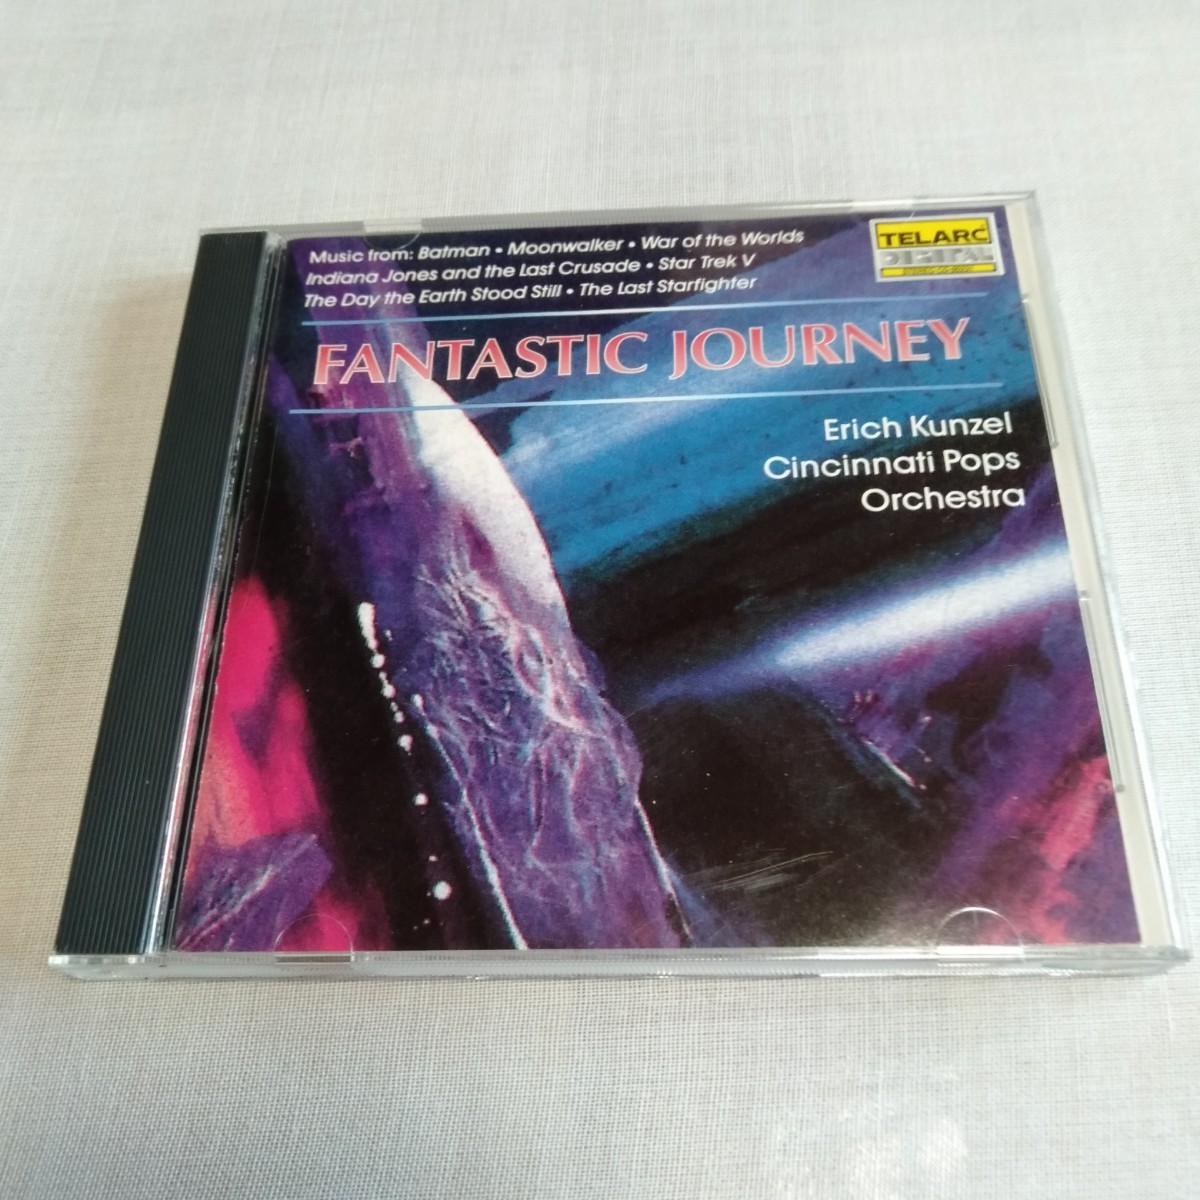 Music from: Batman • Moonwalker • War of the Worlds
Indiana Jones and the Last Crusade • Star Trek V
The Day the Earth Stood Still • The Last Starfighter
TELARC
DIGITAL
FANTASTIC JOURNEY
Erich Kunzel
Cincinnati Pops
Orchestra